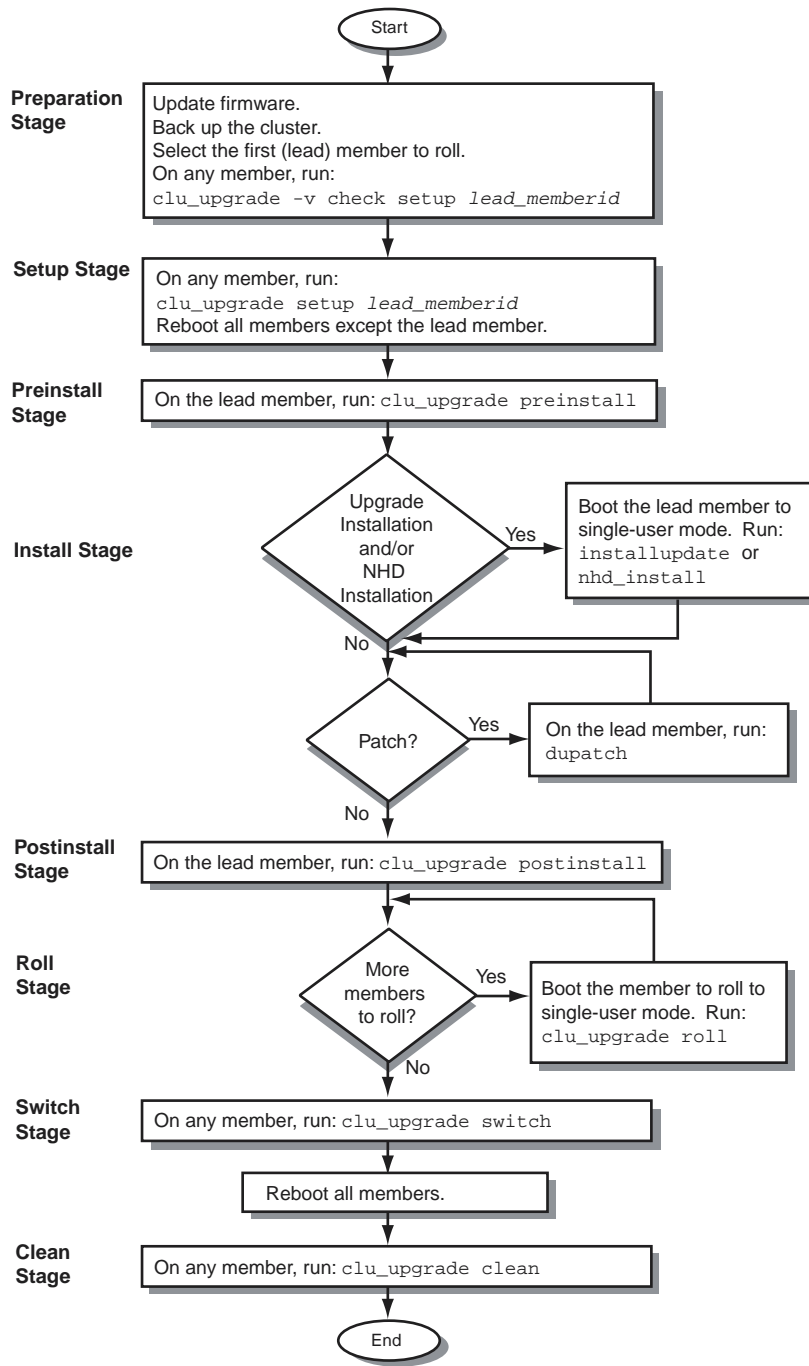 Start
Preparation
Stage
Update firmware.
Back up the cluster.
Select the first (lead) member to roll.
On any member, run:
clu_upgrade -v check setup lead_memberid
Setup Stage
On any member, run:
clu_upgrade setup lead_memberid
Reboot all members except the lead member.
Preinstall
Stage
On the lead member, run: clu_upgrade preinstall
Install Stage
Upgrade
Installation
and/or
NHD
Installation
Yes
Boot the lead member to
single-user mode. Run:
installupdate or
nhd_install
No
Patch?
Yes
On the lead member, run:
dupatch
No
Postinstall
Stage
On the lead member, run: clu_upgrade postinstall
Roll
Stage
More
members
to roll?
Yes
Boot the member to roll to
single-user mode. Run:
clu_upgrade roll
No
Switch
Stage
On any member, run: clu_upgrade switch
Reboot all members.
Clean
Stage
On any member, run: clu_upgrade clean
End